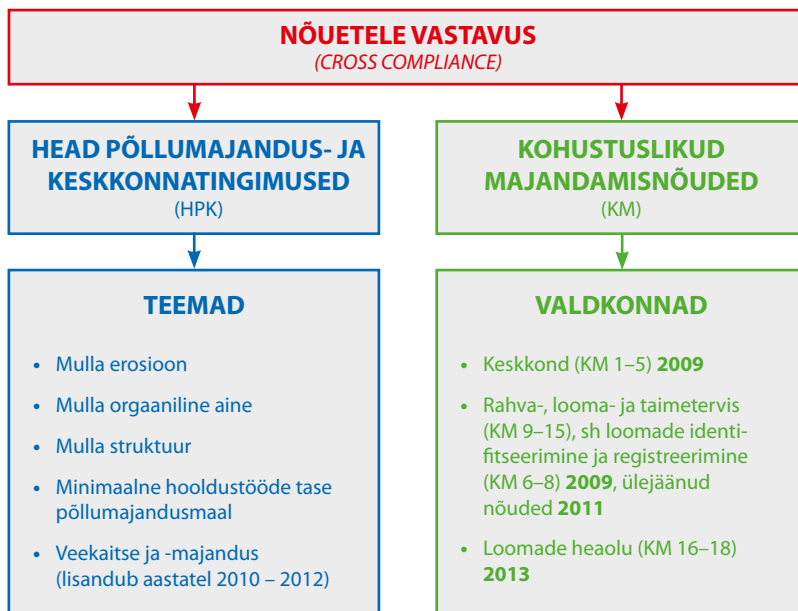 NÕUETELE VASTAVUS
(CROSS COMPLIANCE)
HEAD PÕLLUMAJANDUS- JA
KESKKONNATINGIMUSED
(HPK)
TEEMAD
• Mulla erosioon
• Mulla orgaaniline aine
• Mulla struktuur
• Minimaalne hooldustööde tase
põllumajandusmaal
• Veekaitse ja -majandus
(lisandub aastatel 2010 – 2012)
KOHUSTUSLIKUD
MAJANDAMISNÕUDED
(KM)
VALDKONNAD
• Keskkond (KM 1–5) 2009
• Rahva-, looma- ja taimetervis
(KM 9–15), sh loomade identi-
fitseerimine ja registreerimine
(KM 6–8) 2009, ülejäänud
nõuded 2011
• Loomade heaolu (KM 16–18)
2013